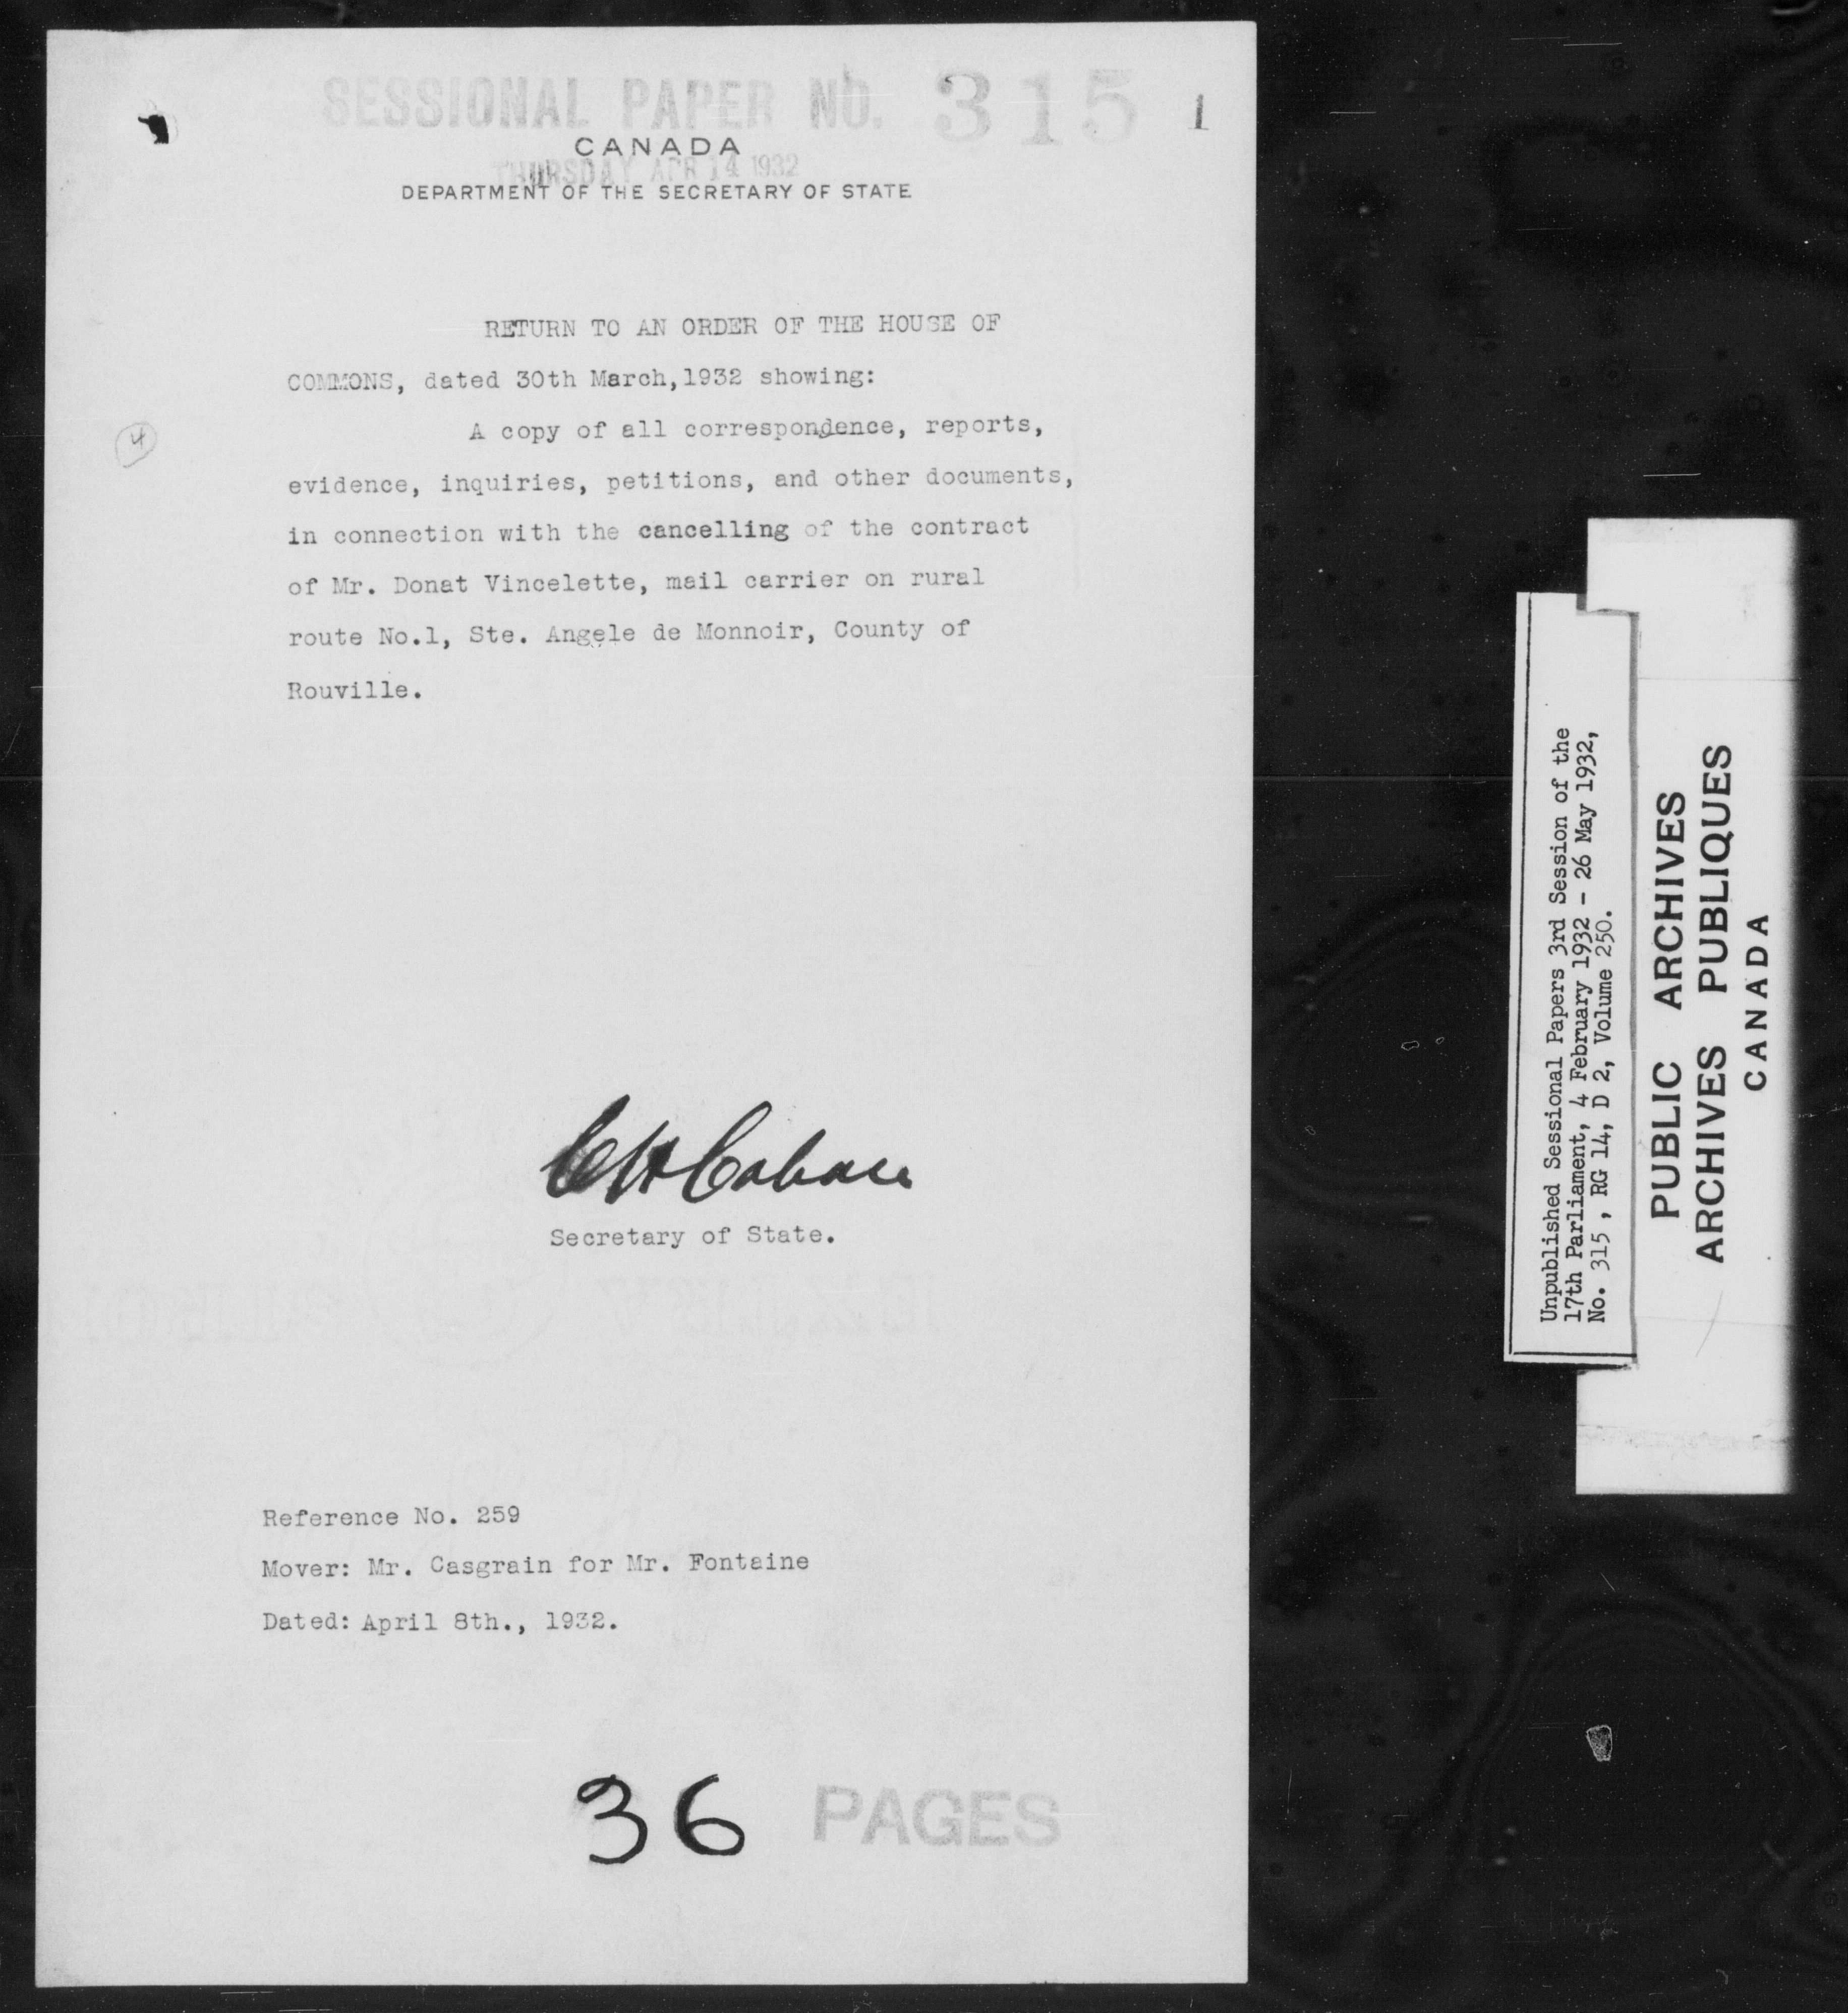 SESSIONAL PAPER NO. 315 1
CANADA
THURSDAY APR 14 1932
DEPARTMENT OF THE SECRETARY OF STATE
RETURN TO AN ORDER OF THE HOUSE OF
COMMONS, dated 30th March,1932 showing:
4
A copy of all correspondence, reports,
evidence, inquiries, petitions, and other documents,
in connection with the cancelling of the contract
of Mr. Donat Vincelette, mail carrier on rural
route No.1, Ste. Angele de Monnoir, County of
Rouville.
C H Cahan
Secretary of State.
Reference No. 259
Mover: Mr. Casgrain for Mr. Fontaine
Dated: April 8th., 1932.
36 PAGES
Unpublished Sessional Papers 3rd Session of the
17th Parliament, 4 February 1932 - 26 May 1932,
No. 315 , RG 14, D 2, Volume 250.
PUBLIC ARCHIVES
ARCHIVES PUBLIQUES
CANADA